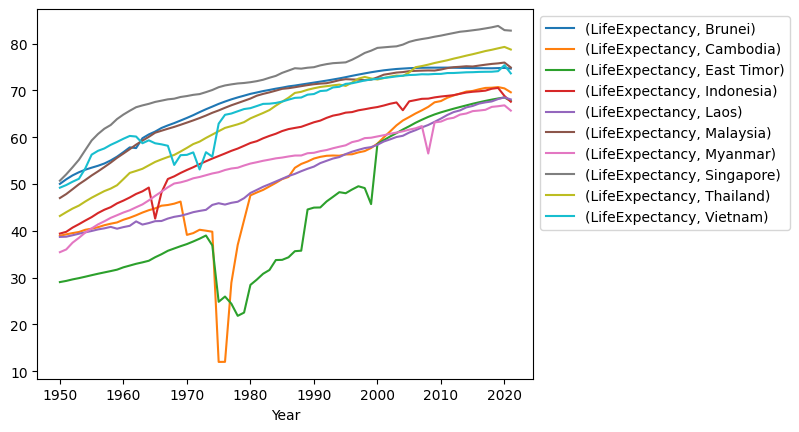 80
70
60
50
40
30
20
10
1950
1960
1970
1980
1990
2000
2010
2020
Year
(LifeExpectancy, Brunei)
(LifeExpectancy, Cambodia)
(LifeExpectancy, East Timor)
(LifeExpectancy, Indonesia)
(LifeExpectancy, Laos)
(LifeExpectancy, Malaysia)
(LifeExpectancy, Myanmar)
(LifeExpectancy, Singapore)
(LifeExpectancy, Thailand)
(LifeExpectancy, Vietnam)